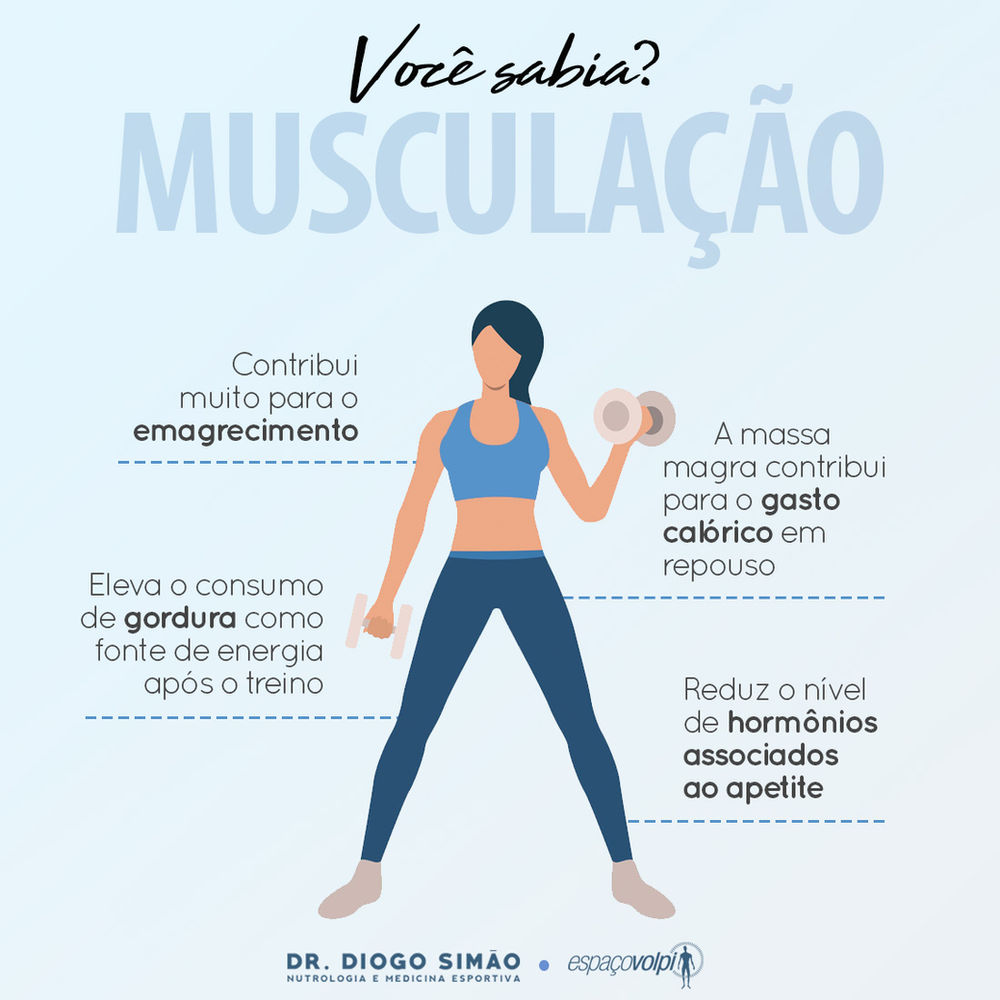 Você sabia?
MUSCULAÇÃO
Contribui
muito para o
emagrecimento
A massa
magra contribui
para o gasto
calórico em
repouso
Eleva o consumo
de gordura como
fonte de energia
após o treino
Reduz o nível
de hormônios
associados
ao apetite
DR. DIOGO SIMÃO
NUTROLOGIA E MEDICINA ESPORTIVA
espaçovolpi